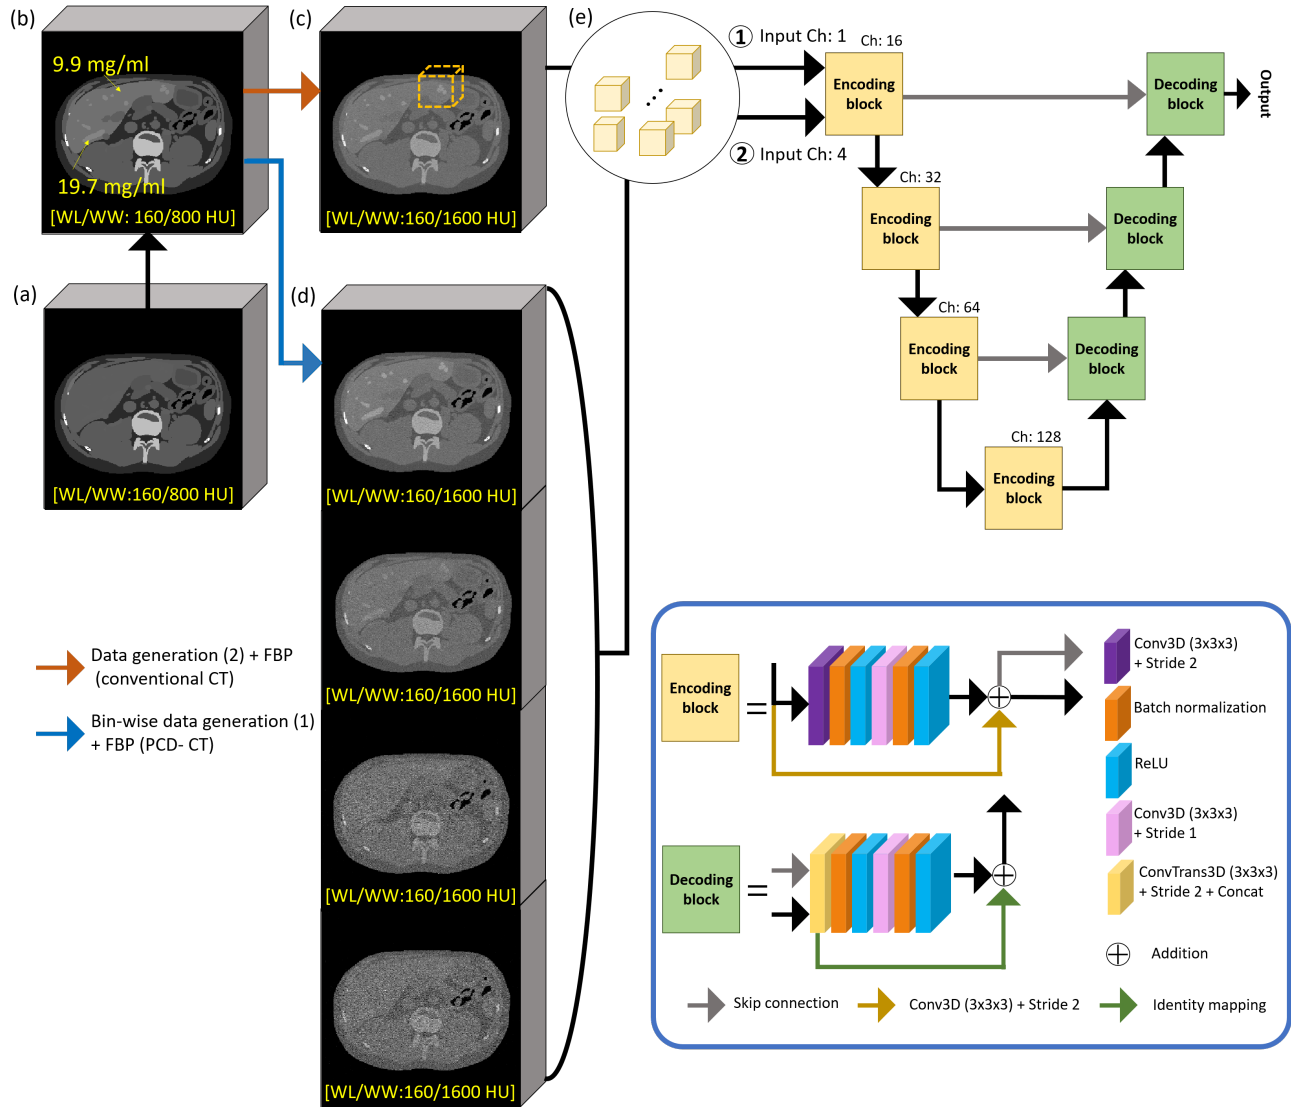 (b)
9.9 mg/ml
19.7 mg/ml
[WL/WW: 160/800 HU]
(c)
[WL/WW:160/1600 HU]
(e)
1 Input Ch: 1
2 Input Ch: 4
Ch: 16
Encoding
block
Decoding
block
Output
Ch: 32
Encoding
block
Decoding
block
Ch: 64
Encoding
block
Decoding
block
Ch: 128
Encoding
block
(a)
[WL/WW:160/800 HU]
(d)
[WL/WW:160/1600 HU]
[WL/WW:160/1600 HU]
[WL/WW:160/1600 HU]
[WL/WW:160/1600 HU]
Data generation (2) + FBP
(conventional CT)
Bin-wise data generation (1)
+ FBP (PCD- CT)
Encoding
block
=
Decoding
block
=
Conv3D (3x3x3)
+ Stride 2
Batch normalization
ReLU
Conv3D (3x3x3)
+ Stride 1
ConvTrans3D (3x3x3)
+ Stride 2 + Concat
Addition
Skip connection
Conv3D (3x3x3) + Stride 2
Identity mapping